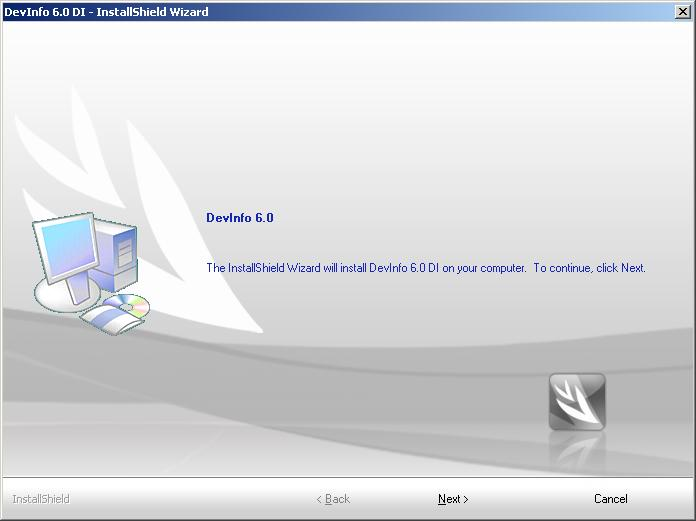 DevInfo 6.0 DI - InstallShield Wizard
DevInfo 6.0
The InstallShield Wizard will install DevInfo 6.0 DI on your computer.  To continue, click Next.
InstallShield
< Back
Next >
Cancel